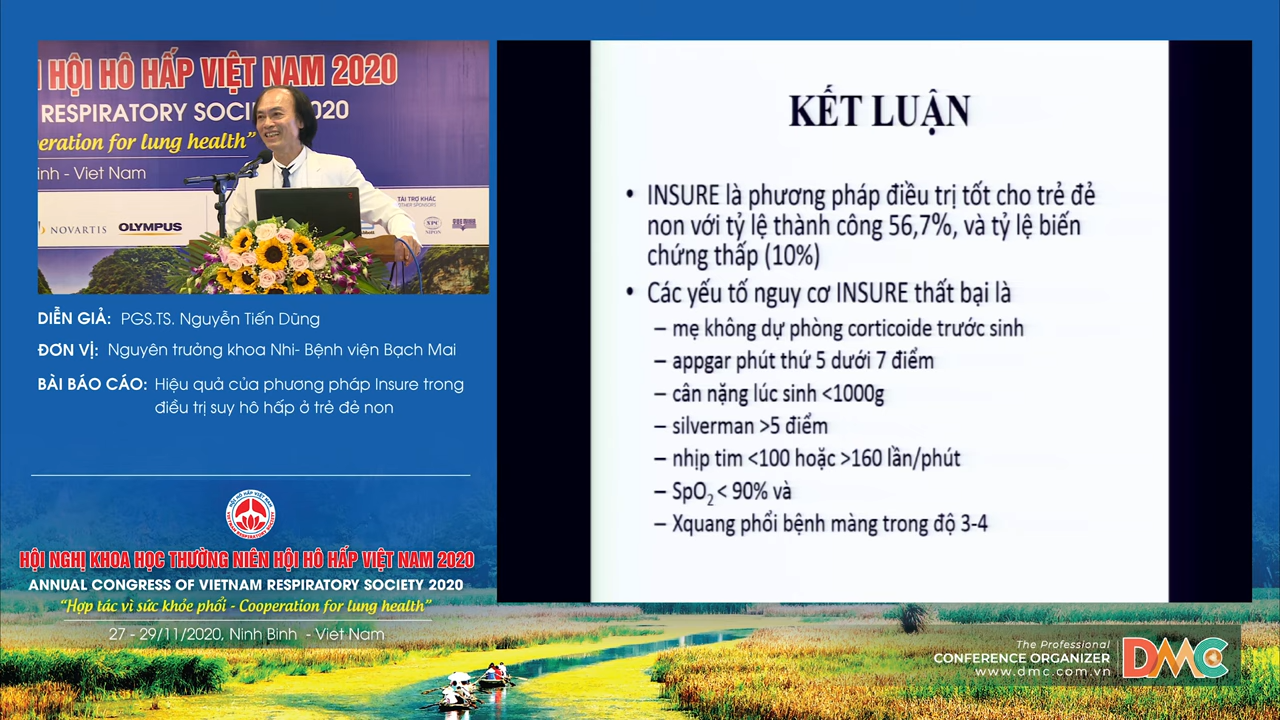 HỘI HÔ HẤP VIỆT NAM 2020
RESPIRATORY SOCIETY 2020
eration for lung health”
inh - Viet Nam
TÀI TRỢ KHÁC
OTHER SPONSORS
NOVARTIS
OLYMPUS
DIỄN GIẢ: PGS.TS. Nguyễn Tiến Dũng
ĐƠN VỊ: Nguyên trưởng khoa Nhi- Bệnh viện Bạch Mai
BÀI BÁO CÁO: Hiệu quả của phương pháp Insure trong
điều trị suy hô hấp ở trẻ đẻ non
HỘI NGHỊ KHOA HỌC THƯỜNG NIÊN HỘI HÔ HẤP VIỆT NAM 2020
ANNUAL CONGRESS OF VIETNAM RESPIRATORY SOCIETY 2020
“Hợp tác vì sức khỏe phổi - Cooperation for lung health”
27 - 29/11/2020, Ninh Binh - Viet Nam
KẾT LUẬN
• INSURE là phương pháp điều trị tốt cho trẻ đẻ
non với tỷ lệ thành công 56,7%, và tỷ lệ biến
chứng thấp (10%)
• Các yếu tố nguy cơ INSURE thất bại là
– mẹ không dự phòng corticoide trước sinh
– appgar phút thứ 5 dưới 7 điểm
– cân nặng lúc sinh <1000g
– silverman >5 điểm
– nhịp tim <100 hoặc >160 lần/phút
– SpO2 < 90% và
– Xquang phổi bệnh màng trong độ 3-4
The Professional
CONFERENCE ORGANIZER
www.dmc.com.vn
DMC